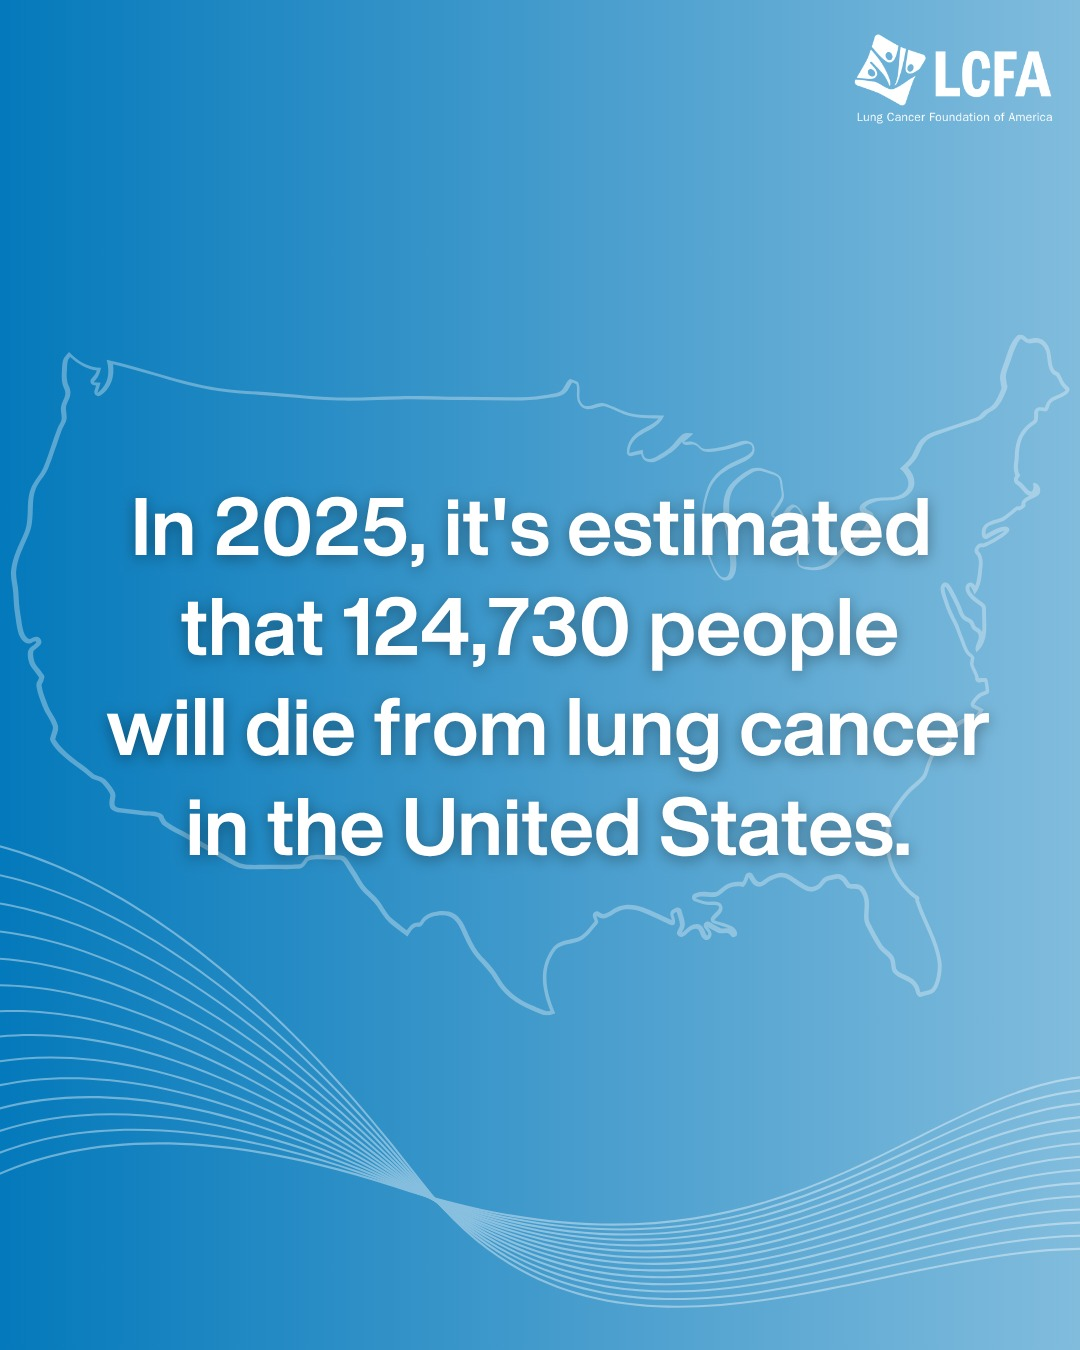 LCFA
Lung Cancer Foundation of America
In 2025, it's estimated
that 124,730 people
will die from lung cancer
in the United States.